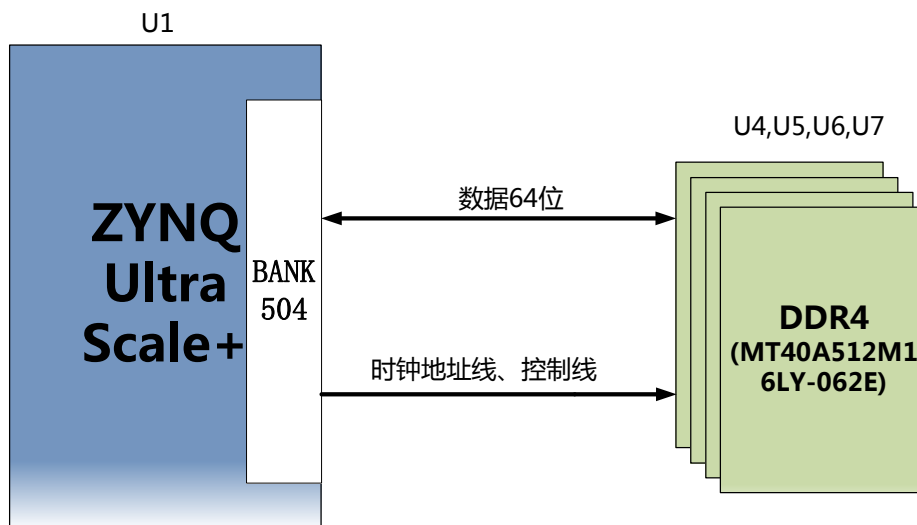 U1
U4,U5,U6,U7
数据64位
ZYNQ
Ultra
Scale+
BANK
504
时钟地址线、控制线
DDR4
(MT40A512M1
6LY-062E)